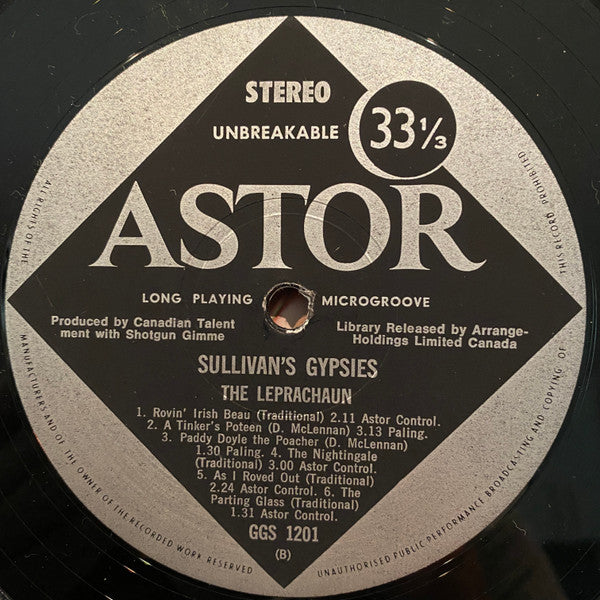 STEREO
UNBREAKABLE
33 1/3
ASTOR
LONG PLAYING MICROGROOVE
Produced by Canadian Talent Library Released by Arrange-
ment with Shotgun Gimme Holdings Limited Canada
SULLIVAN'S GYPSIES
THE LEPRACHAUN
1. Rovin' Irish Beau (Traditional) 2.11 Astor Control.
2. A Tinker's Poteen (D. McLennan) 3.13 Paling.
3. Paddy Doyle the Poacher (D. McLennan)
1.30 Paling. 4. The Nightingale
(Traditional) 3.00 Astor Control.
5. As I Roved Out (Traditional)
2.24 Astor Control. 6. The
Parting Glass (Traditional)
1.31 Astor Control.
GGS 1201
(B)
ALL RIGHTS OF THE MANUFACTURER AND OF THE OWNER OF THE RECORDED WORK RESERVED
UNAUTHORISED PUBLIC PERFORMANCE BROADCASTING AND COPYING OF THIS RECORD PROHIBITED